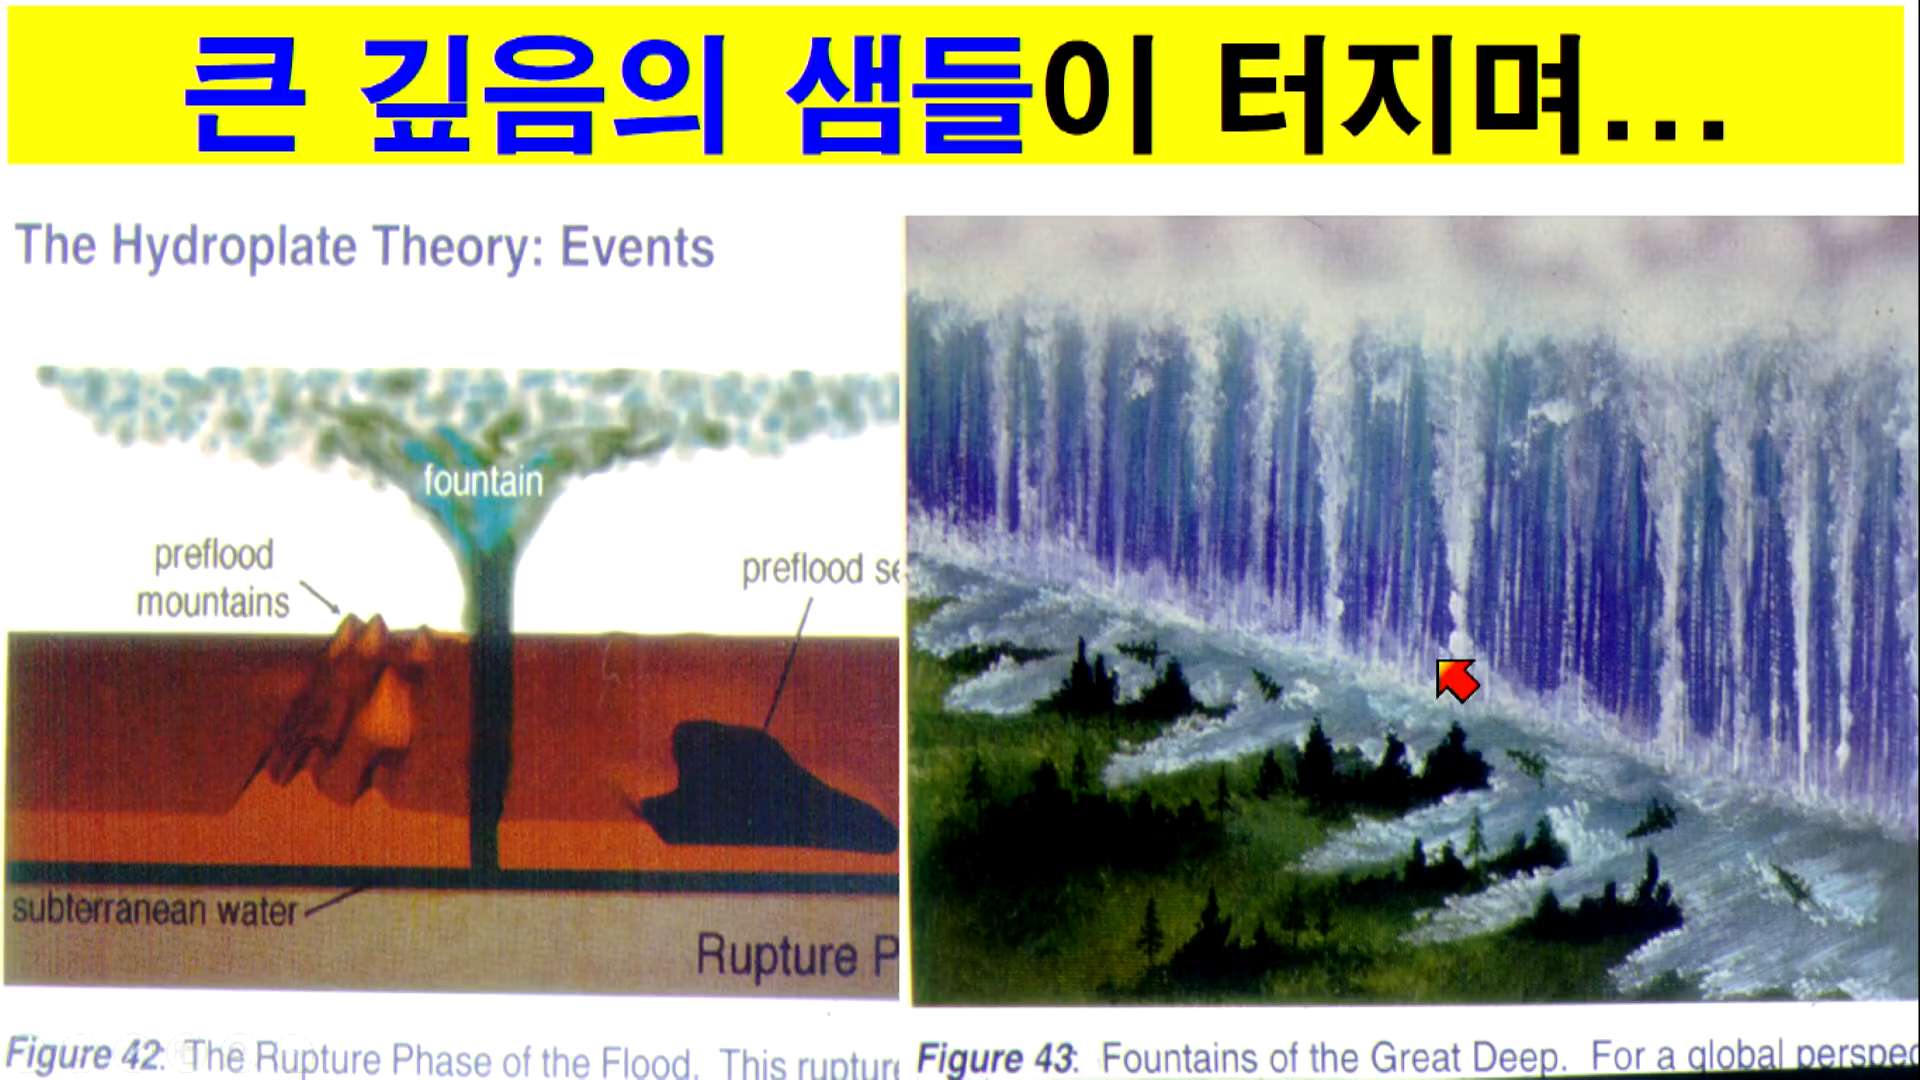 큰 깊음의 샘들이 터지며...
The Hydroplate Theory: Events
fountain
preflood
mountains
preflood
subterranean water
Rupture
Figure 42: The Rupture Phase of the Flood. This rupture
Figure 43: Fountains of the Great Deep. For a global